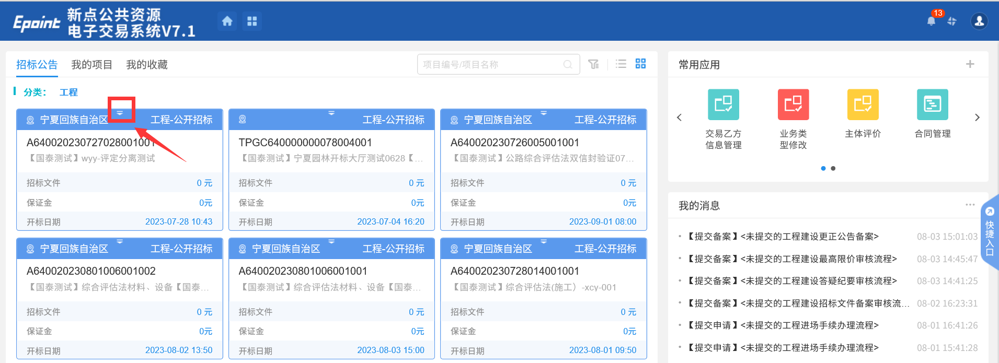 Epoint
新点公共资源
电子交易系统V7.1
13
招标公告 我的项目 我的收藏
项目编号/项目名称
分类： 工程
宁夏回族自治区 工程-公开招标
A640020230727028001001
【国泰测试】wyy-评定分离测试
招标文件 0 元
保证金 0元
开标日期 2023-07-28 10:43
工程-公开招标
TPGC640000000078004001
【国泰测试】宁夏园林开标大厅测试0628【...
招标文件 0 元
保证金 0元
开标日期 2023-07-04 16:20
宁夏回族自治区 工程-公开招标
A640020230726005001001
【国泰测试】公路综合评估法双信封验证07...
招标文件 0 元
保证金 0元
开标日期 2023-09-01 08:00
宁夏回族自治区 工程-公开招标
A640020230801006001002
【国泰测试】综合评估法材料、设备【国泰...
招标文件 0 元
保证金 0元
开标日期 2023-08-02 13:50
宁夏回族自治区 工程-公开招标
A640020230801006001001
【国泰测试】综合评估法材料、设备【国泰...
招标文件 0 元
保证金 0元
开标日期 2023-08-03 15:00
宁夏回族自治区 工程-公开招标
A640020230728014001001
【国泰测试】综合评估法(施工）-xcy-001
招标文件 0 元
保证金 0元
开标日期 2023-08-01 09:50
常用应用
交易乙方
信息管理
业务类
型修改
主体评价
合同管理
我的消息
【提交备案】<未提交的工程建设更正公告备案> 08-03 15:01:03
【提交备案】<未提交的工程建设最高限价审核流程> 08-03 14:45:47
【提交备案】<未提交的工程建设答疑纪要审核流程> 08-03 14:41:25
【提交备案】<未提交的工程建设招标文件备案审核流... 08-02 16:23:31
【提交申请】<未提交的工程进场手续办理流程> 08-01 16:41:26
【提交申请】<未提交的工程进场手续办理流程> 08-01 15:41:28
快捷入口